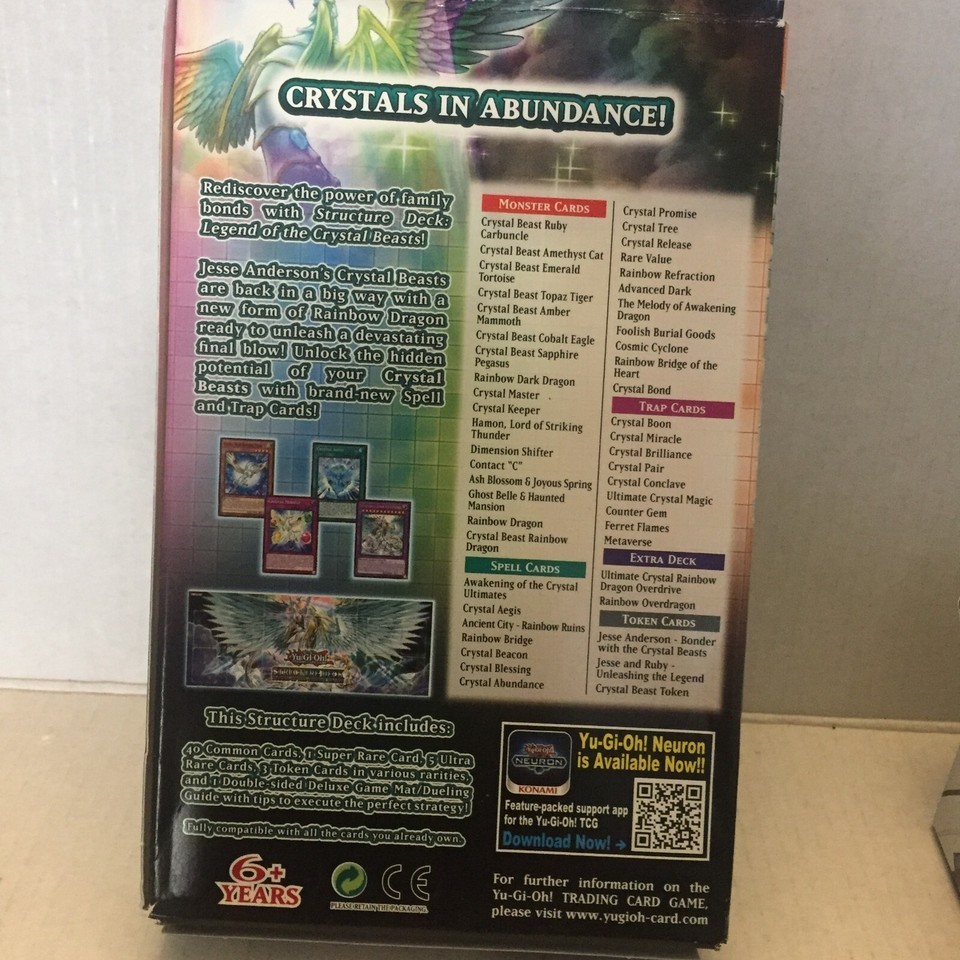 CRYSTALS IN ABUNDANCE!
Rediscover the power of family
bonds with Structure Deck:
Legend of the Crystal Beasts!
Jesse Anderson's Crystal Beasts
are back in a big way with a
new form of Rainbow Dragon
ready to unleash a devastating
final blow! Unlock the hidden
potential of your Crystal
Beasts with brand-new Spell
and Trap Cards!
MONSTER CARDS
Crystal Beast Ruby
Carbuncle
Crystal Beast Amethyst Cat
Crystal Beast Emerald
Tortoise
Crystal Beast Topaz Tiger
Crystal Beast Amber
Mammoth
Crystal Beast Cobalt Eagle
Crystal Beast Sapphire
Pegasus
Rainbow Dark Dragon
Crystal Master
Crystal Keeper
Hamon, Lord of Striking
Thunder
Dimension Shifter
Contact "C"
Ash Blossom & Joyous Spring
Ghost Belle & Haunted
Mansion
Rainbow Dragon
Crystal Beast Rainbow
Dragon
SPELL CARDS
Awakening of the Crystal
Ultimates
Crystal Aegis
Ancient City - Rainbow Ruins
Rainbow Bridge
Crystal Beacon
Crystal Blessing
Crystal Abundance
Crystal Promise
Crystal Tree
Crystal Release
Rare Value
Rainbow Refraction
Advanced Dark
The Melody of Awakening
Dragon
Foolish Burial Goods
Cosmic Cyclone
Rainbow Bridge of the
Heart
Crystal Bond
TRAP CARDS
Crystal Boon
Crystal Miracle
Crystal Brilliance
Crystal Pair
Crystal Conclave
Ultimate Crystal Magic
Counter Gem
Ferret Flames
Metaverse
EXTRA DECK
Ultimate Crystal Rainbow
Dragon Overdrive
Rainbow Overdragon
TOKEN CARDS
Jesse Anderson - Bonder
with the Crystal Beasts
Jesse and Ruby -
Unleashing the Legend
Crystal Beast Token
Yu-Gi-Oh!
STRUCTURE DECK
This Structure Deck includes:
40 Common Cards, 1 Super Rare Card, 5 Ultra
Rare Cards, 3 Token Cards in various rarities,
and 1 Double-sided Deluxe Game Mat/Dueling
Guide with tips to execute the perfect strategy!
Fully compatible with all the cards you already own.
6+
YEARS
PLEASE RETAIN THE PACKAGING
CE
NEURON
KONAMI
Yu-Gi-Oh! Neuron
is Available Now!!
Feature-packed support app
for the Yu-Gi-Oh! TCG
Download Now! →
For further information on the
Yu-Gi-Oh! TRADING CARD GAME,
please visit www.yugioh-card.com